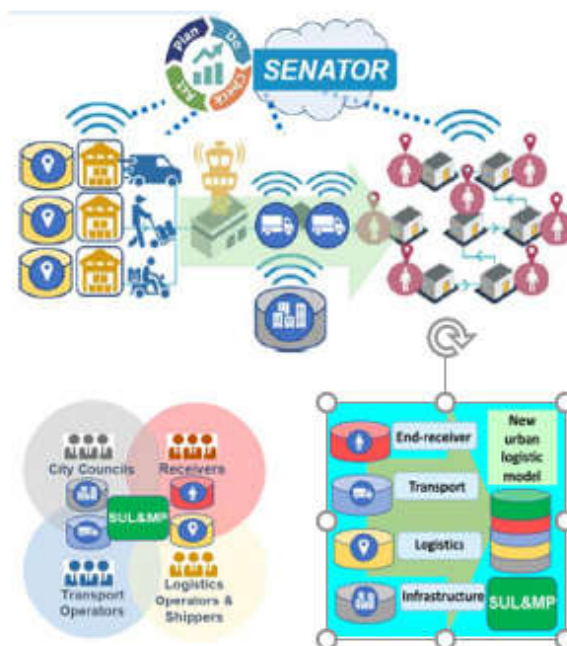 Plan
Do
Check
Act
SENATOR
City Councils
Receivers
SUL&MP
Transport
Operators
Logistics
Operators &
Shippers
End-receiver
Transport
Logistics
Infrastructure
New
urban
logistic
model
SUL&MP